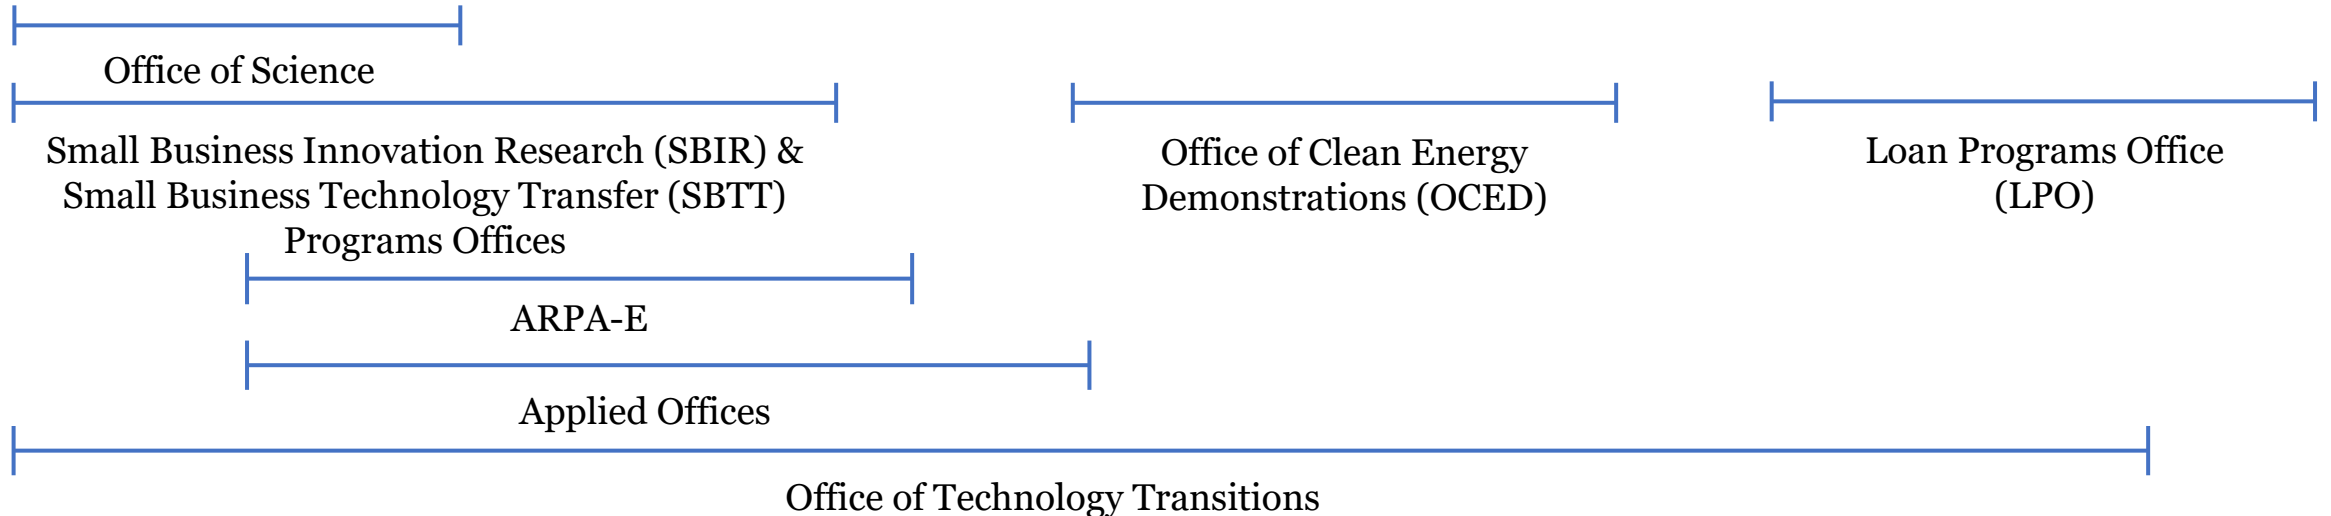 Office of Science
Small Business Innovation Research (SBIR) &
Small Business Technology Transfer (SBTT)
Programs Offices
Office of Clean Energy
Demonstrations (OCED)
Loan Programs Office
(LPO)
ARPA-E
Applied Offices
Office of Technology Transitions